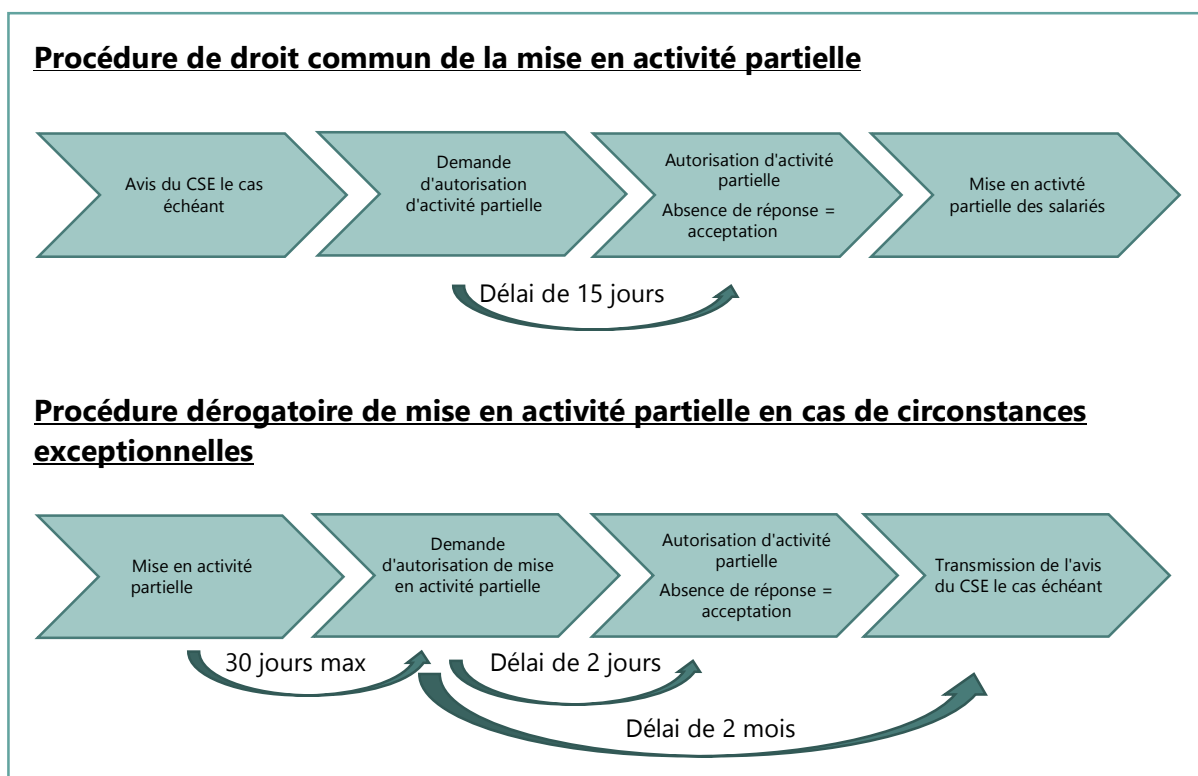 Procédure de droit commun de la mise en activité partielle
Avis du CSE le cas
échéant
Demande
d'autorisation
d'activité partielle
Autorisation d'activité
partielle
Absence de réponse =
acceptation
Mise en activté
partielle des salariés
Délai de 15 jours
Procédure dérogatoire de mise en activité partielle en cas de circonstances
exceptionnelles
Mise en activité
partielle
Demande
d'autorisation de mise
en activité partielle
Autorisation d'activité
partielle
Absence de réponse =
acceptation
Transmission de l'avis
du CSE le cas échéant
30 jours max
Délai de 2 jours
Délai de 2 mois